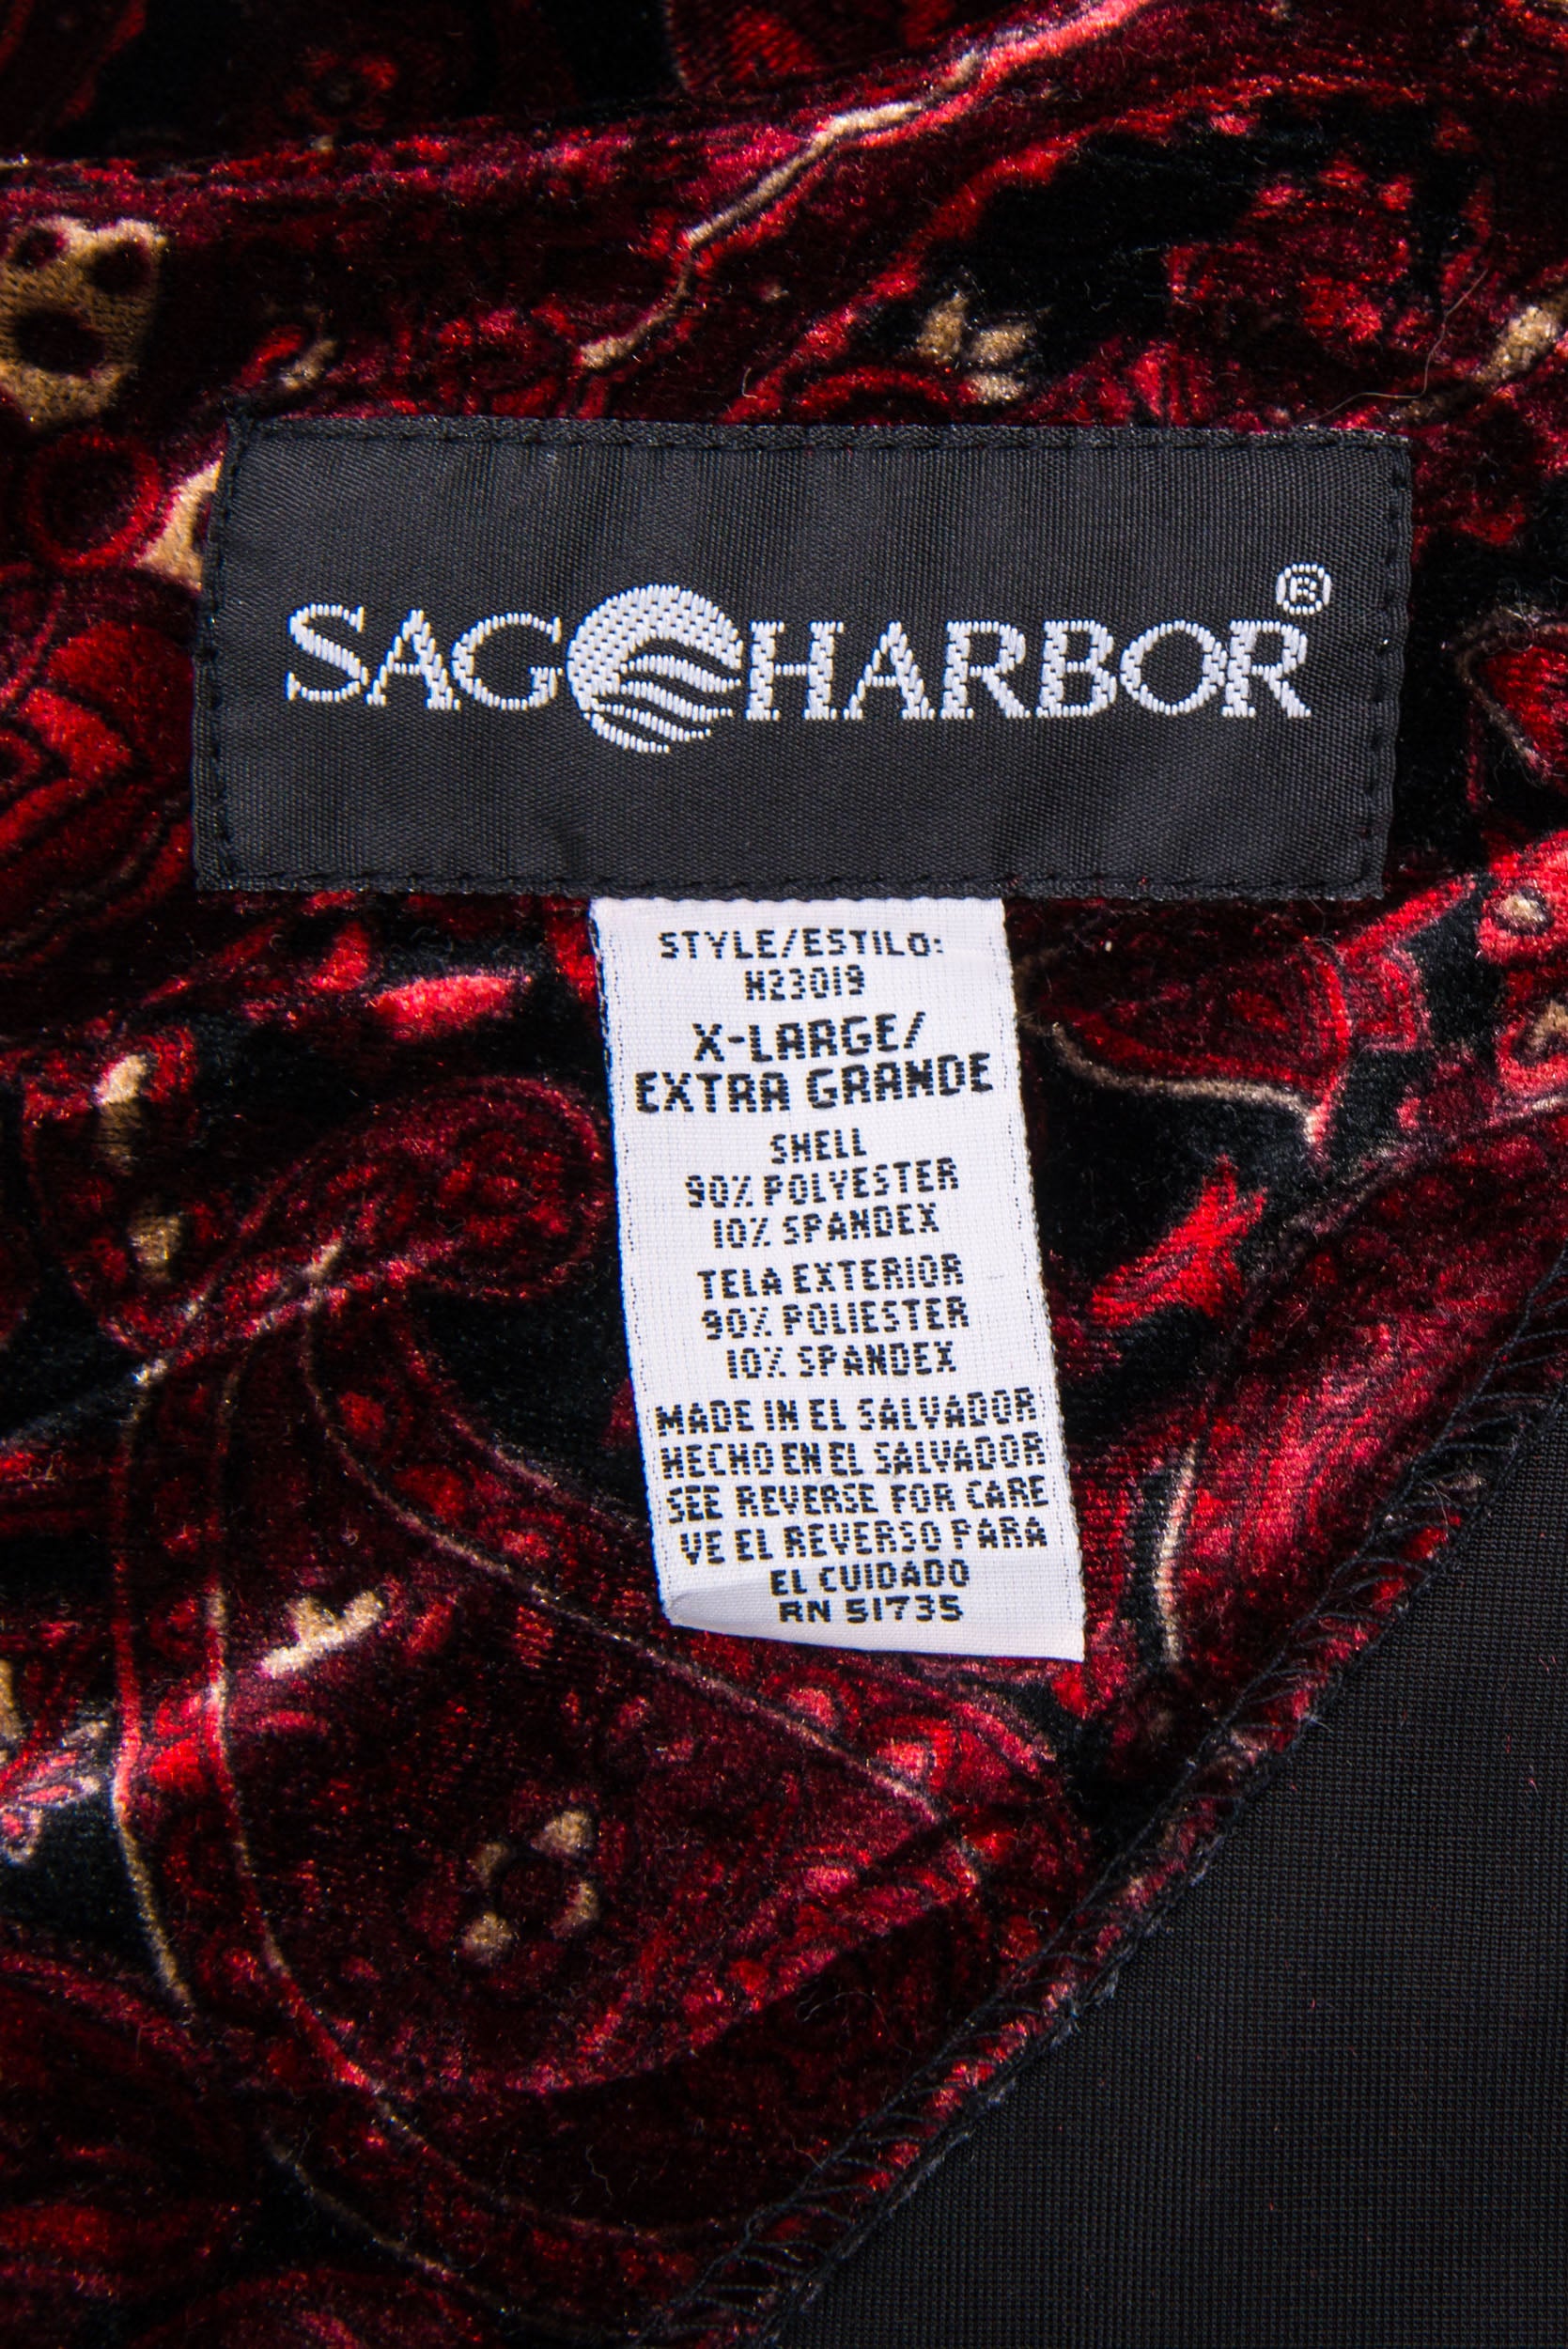 SAG HARBOR®
STYLE/ESTILO:
H23019
X-LARGE/
EXTRA GRANDE
SHELL
90% POLYESTER
10% SPANDEX
TELA EXTERIOR
90% POLIESTER
10% SPANDEX
MADE IN EL SALVADOR
HECHO EN EL SALVADOR
SEE REVERSE FOR CARE
VE EL REVERSO PARA
EL CUIDADO
RN 51735